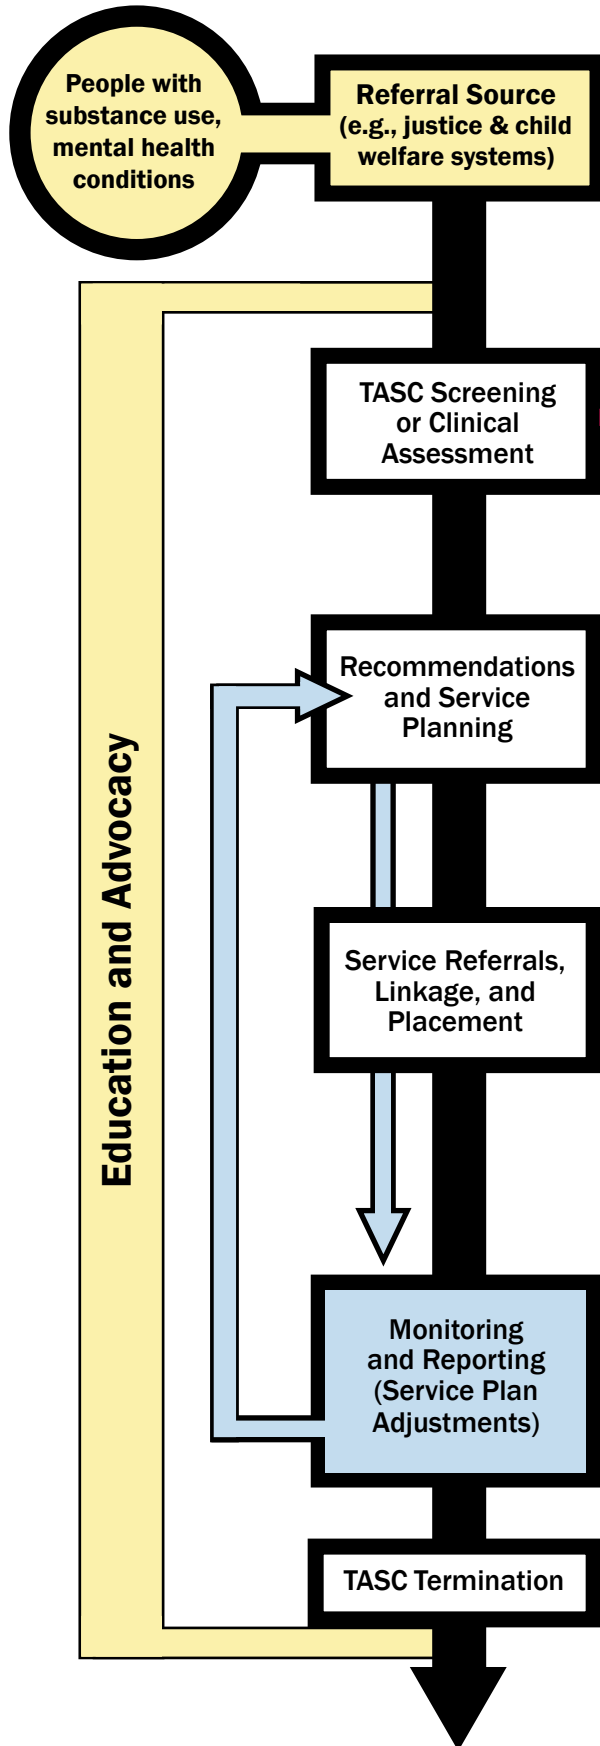 People with
substance use,
mental health
conditions
Referral Source
(e.g., justice & child
welfare systems)
TASC Screening
or Clinical
Assessment
Recommendations
and Service
Planning
Education and Advocacy
Service Referrals,
Linkage, and
Placement
Monitoring
and Reporting
(Service Plan
Adjustments)
TASC Termination